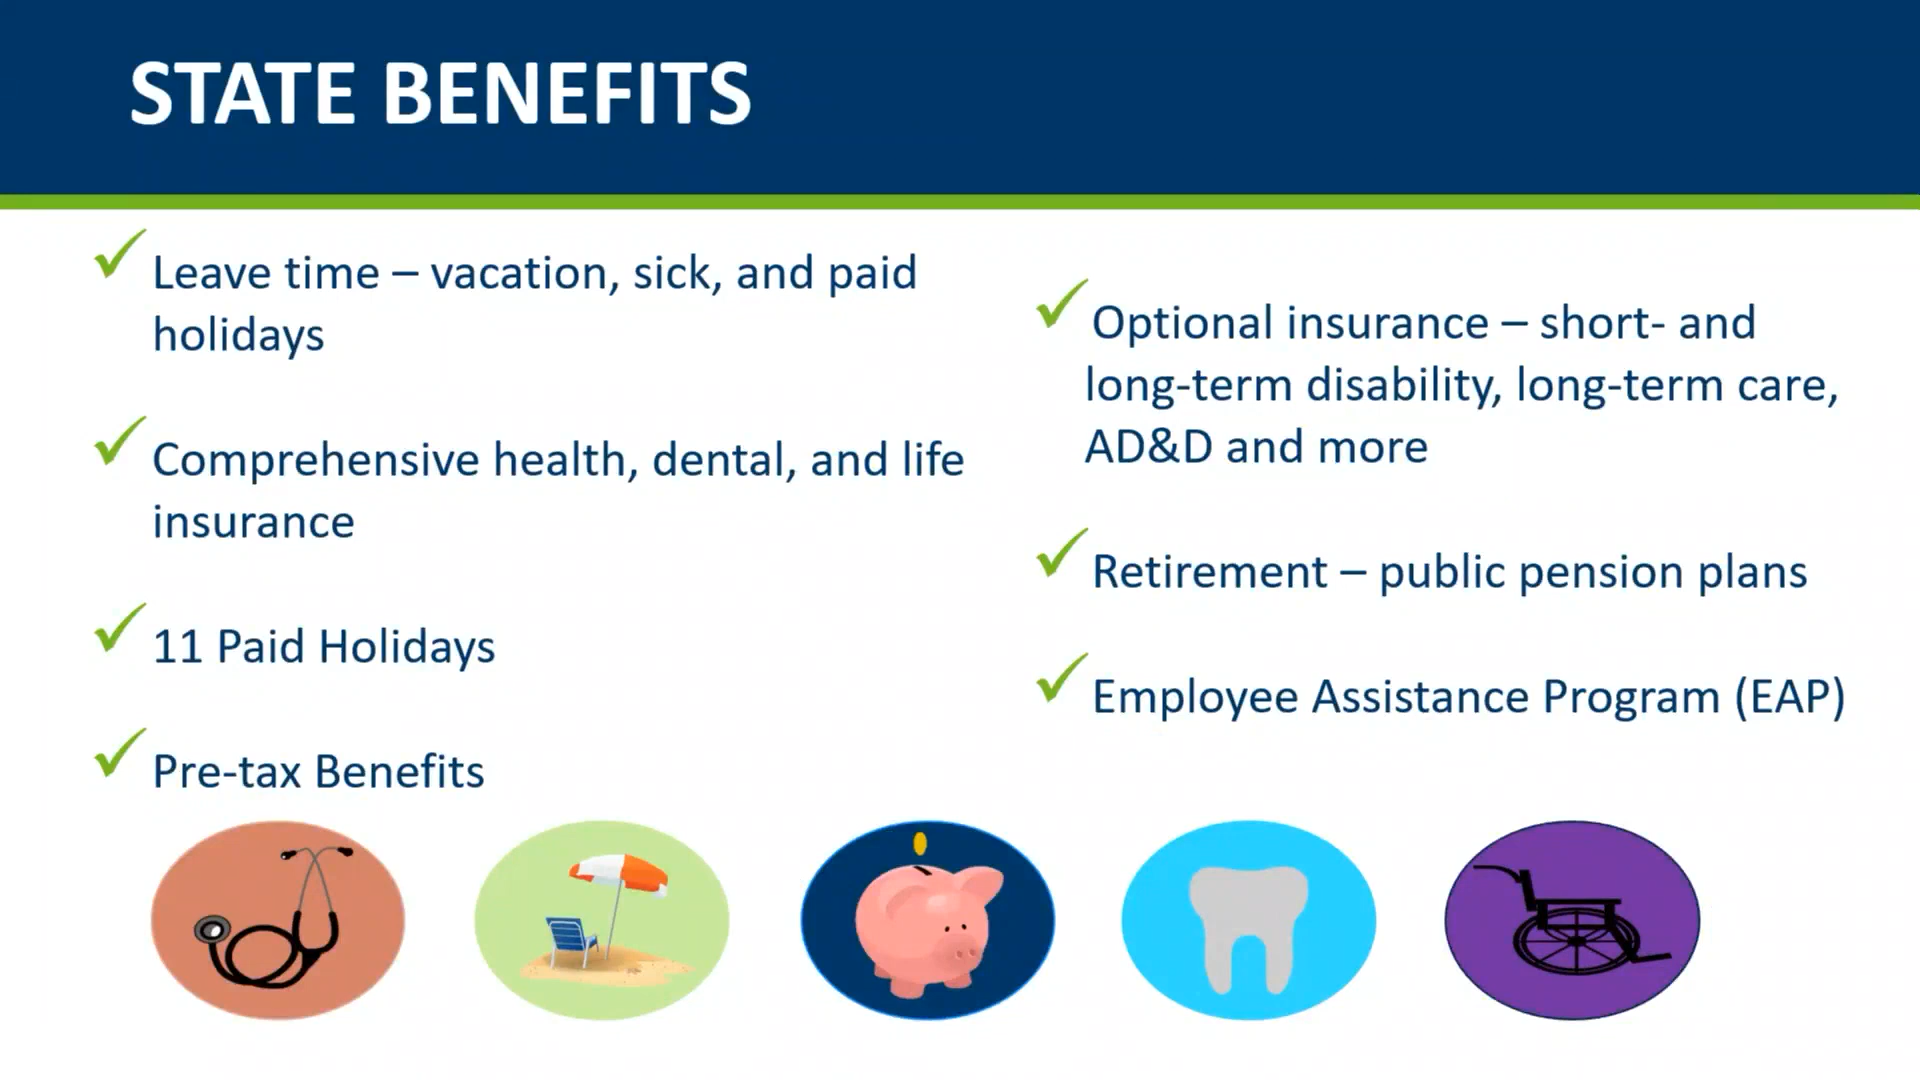 STATE BENEFITS
Leave time – vacation, sick, and paid
holidays
Comprehensive health, dental, and life
insurance
11 Paid Holidays
Pre-tax Benefits
Optional insurance – short- and
long-term disability, long-term care,
AD&D and more
Retirement – public pension plans
Employee Assistance Program (EAP)